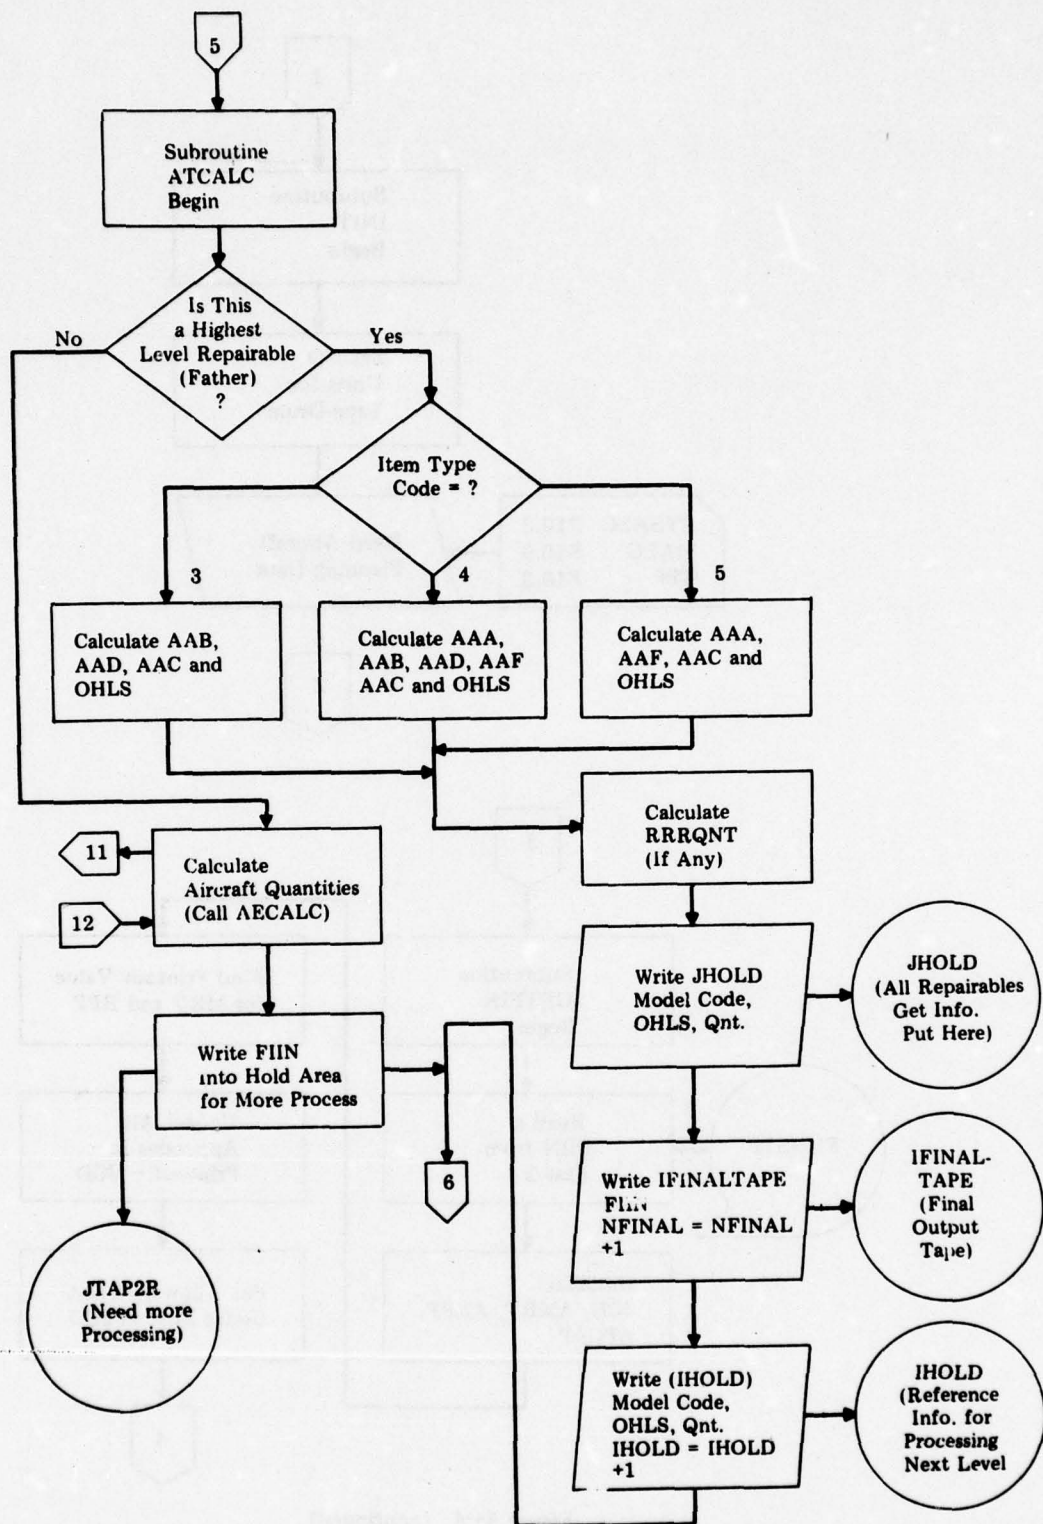 5
Subroutine
ATCALC
Begin
Is This
a Highest
Level Repairable
(Father)
?
No
Yes
Item Type
Code = ?
3
4
5
Calculate AAB,
AAD, AAC and
OHLS
Calculate AAA,
AAB, AAD, AAF
AAC and OHLS
Calculate AAA,
AAF, AAC and
OHLS
Calculate
RRRQNT
(If Any)
11
12
Calculate
Aircraft Quantities
(Call AECALC)
Write JHOLD
Model Code,
OHLS, Qnt.
JHOLD
(All Repairables
Get Info.
Put Here)
Write FIIN
into Hold Area
for More Process
6
Write IFINALTAPE
FIIN
NFINAL = NFINAL
+1
IFINAL-
TAPE
(Final
Output
Tape)
JTAP2R
(Need more
Processing)
Write (IHOLD)
Model Code,
OHLS, Qnt.
IHOLD = IHOLD
+1
IHOLD
(Reference
Info. for
Processing
Next Level